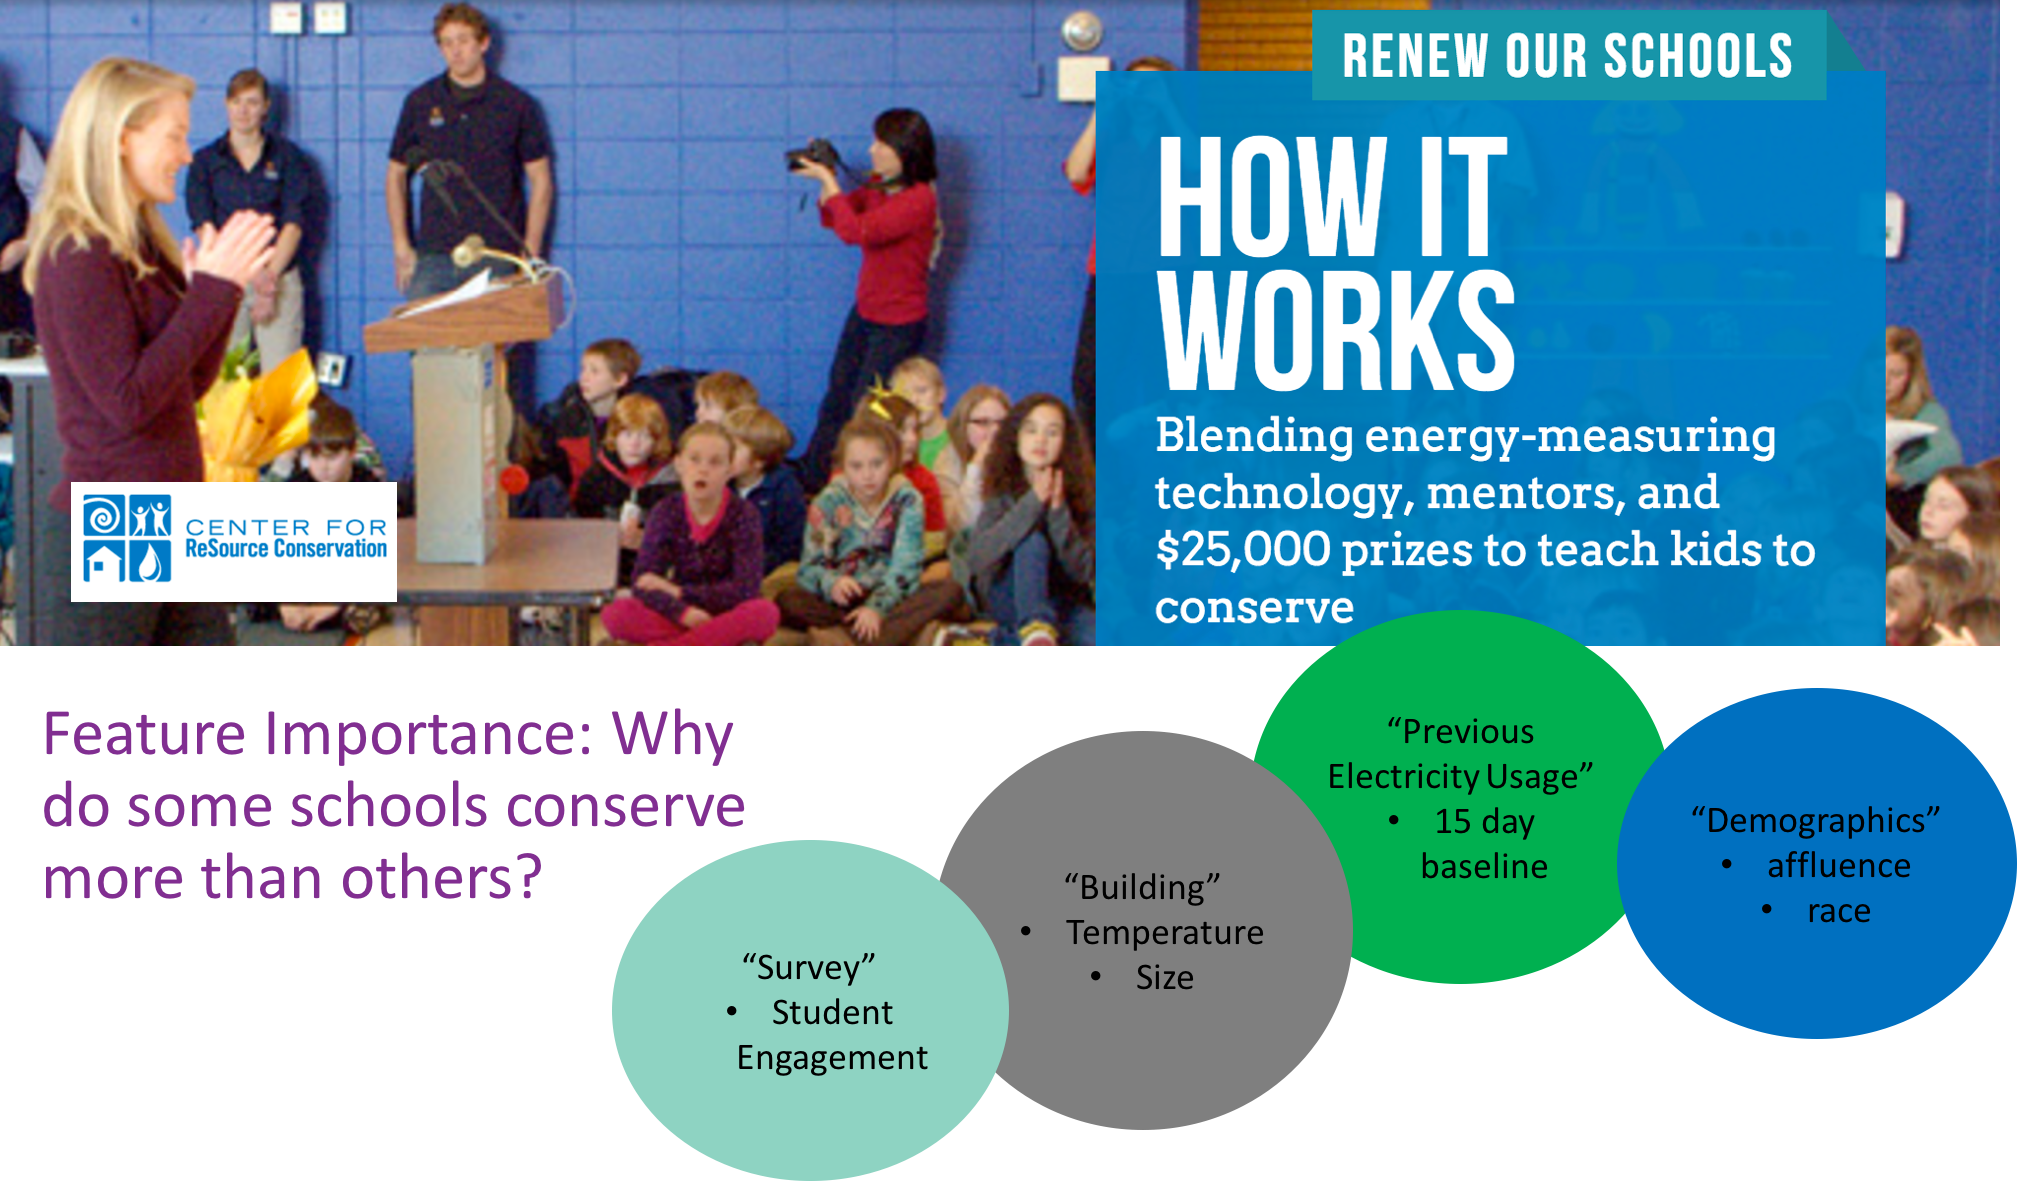 RENEW OUR SCHOOLS
HOW IT
WORKS
Blending energy-measuring
technology, mentors, and
$25,000 prizes to teach kids to
conserve
CENTER FOR
ReSource Conservation
Feature Importance: Why
do some schools conserve
more than others?
“Survey”
• Student
Engagement
“Building”
• Temperature
• Size
“Previous
Electricity Usage”
• 15 day
baseline
“Demographics”
• affluence
• race